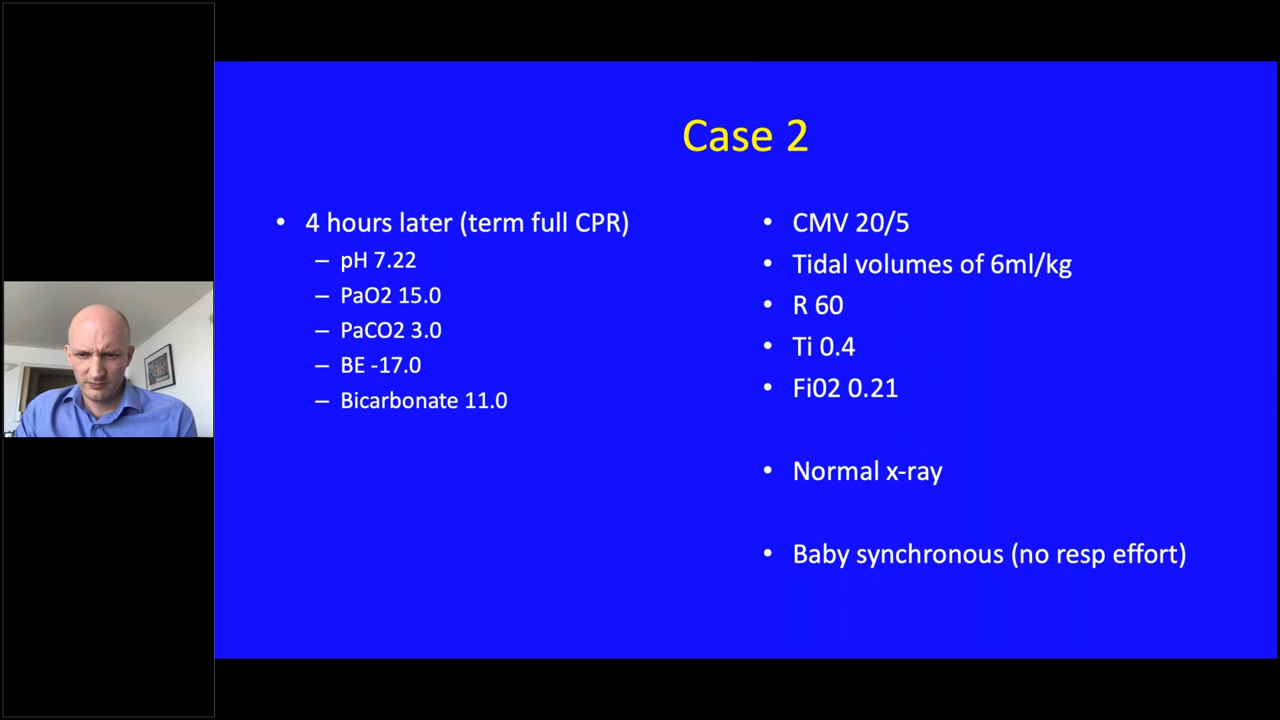 Case 2
• 4 hours later (term full CPR)
– pH 7.22
– PaO2 15.0
– PaCO2 3.0
– BE -17.0
– Bicarbonate 11.0
• CMV 20/5
• Tidal volumes of 6ml/kg
• R 60
• Ti 0.4
• Fi02 0.21
• Normal x-ray
• Baby synchronous (no resp effort)